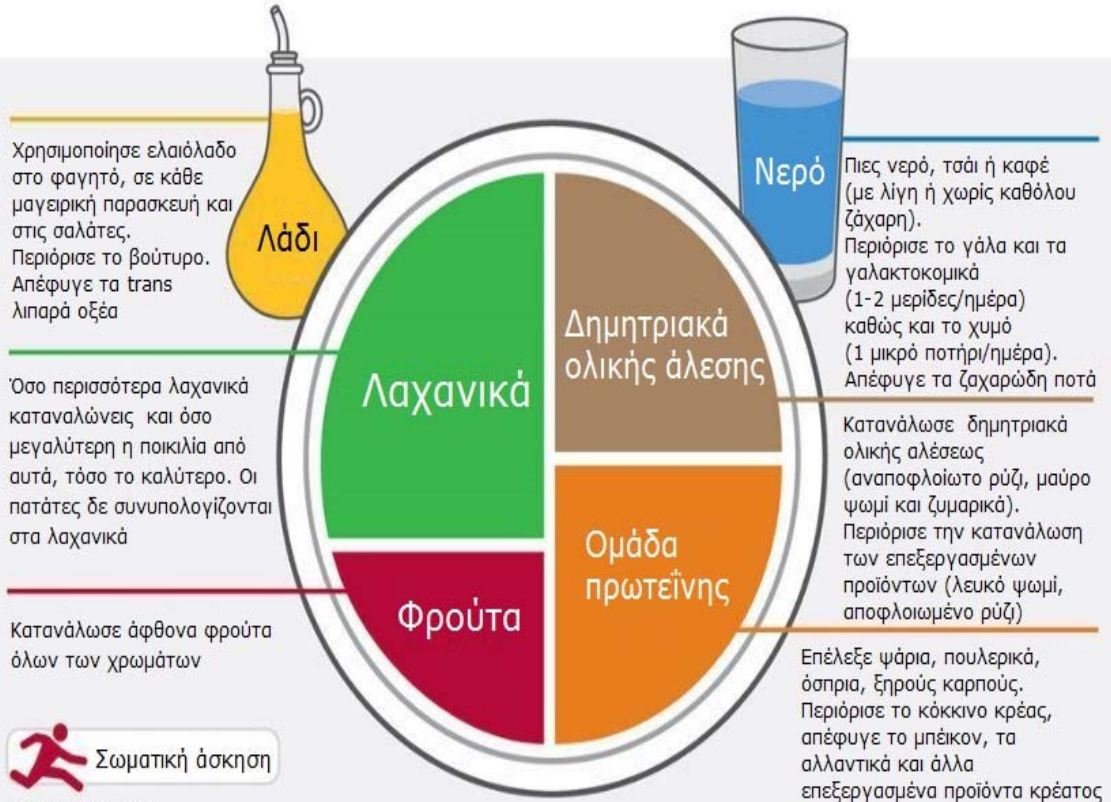 Χρησιμοποίησε ελαιόλαδο
στο φαγητό, σε κάθε
μαγειρική παρασκευή και
στις σαλάτες.
Περιόρισε το βούτυρο.
Απέφυγε τα trans
λιπαρά οξέα
Λάδι
Όσο περισσότερα λαχανικά
καταναλώνεις και όσο
μεγαλύτερη η ποικιλία από
αυτά, τόσο το καλύτερο. Οι
πατάτες δε συνυπολογίζονται
στα λαχανικά
Κατανάλωσε άφθονα φρούτα
όλων των χρωμάτων
Σωματική άσκηση
Λαχανικά
Φρούτα
Δημητριακά
ολικής άλεσης
Ομάδα
πρωτεΐνης
Νερό
Πιες νερό, τσάι ή καφέ
(με λίγη ή χωρίς καθόλου
ζάχαρη).
Περιόρισε το γάλα και τα
γαλακτοκομικά
(1-2 μερίδες/ημέρα)
καθώς και το χυμό
(1 μικρό ποτήρι/ημέρα).
Απέφυγε τα ζαχαρώδη ποτά
Κατανάλωσε δημητριακά
ολικής αλέσεως
(αναποφλοίωτο ρύζι, μαύρο
ψωμί και ζυμαρικά).
Περιόρισε την κατανάλωση
των επεξεργασμένων
προϊόντων (λευκό ψωμί,
αποφλοιωμένο ρύζι)
Επέλεξε ψάρια, πουλερικά,
όσπρια, ξηρούς καρπούς.
Περιόρισε το κόκκινο κρέας,
απέφυγε το μπέικον, τα
αλλαντικά και άλλα
επεξεργασμένα προϊόντα κρέατος